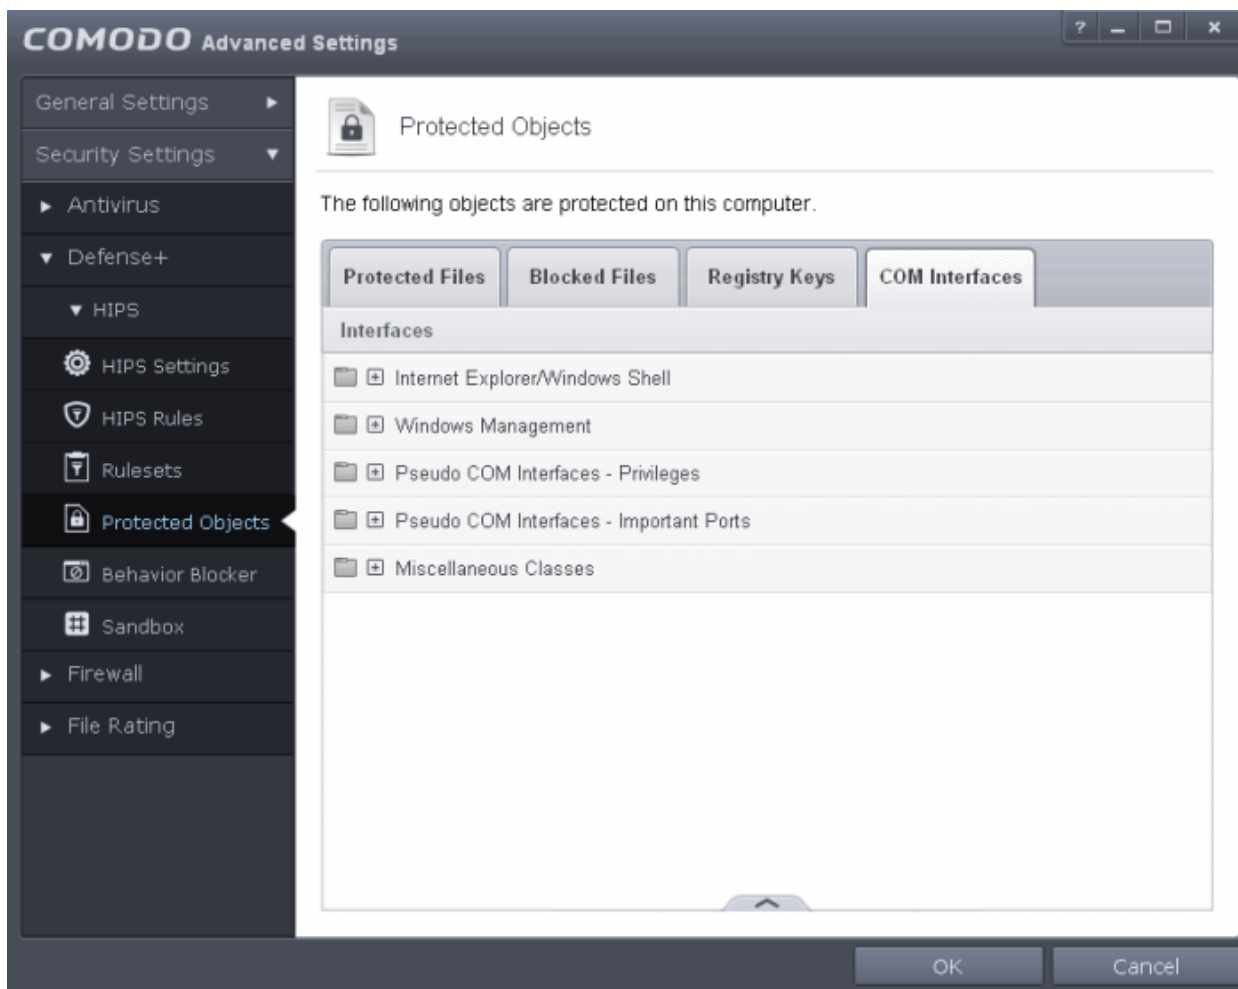 COMODO Advanced Settings
?
General Settings
Security Settings
Antivirus
Defense+
HIPS
HIPS Settings
HIPS Rules
Rulesets
Protected Objects
Behavior Blocker
Sandbox
Firewall
File Rating
Protected Objects
The following objects are protected on this computer.
Protected Files Blocked Files Registry Keys COM Interfaces
Interfaces
Internet Explorer/Windows Shell
Windows Management
Pseudo COM Interfaces - Privileges
Pseudo COM Interfaces - Important Ports
Miscellaneous Classes
OK Cancel